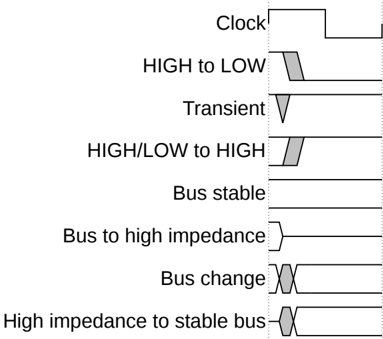 Clock
HIGH to LOW
Transient
HIGH/LOW to HIGH
Bus stable
Bus to high impedance
Bus change
High impedance to stable bus